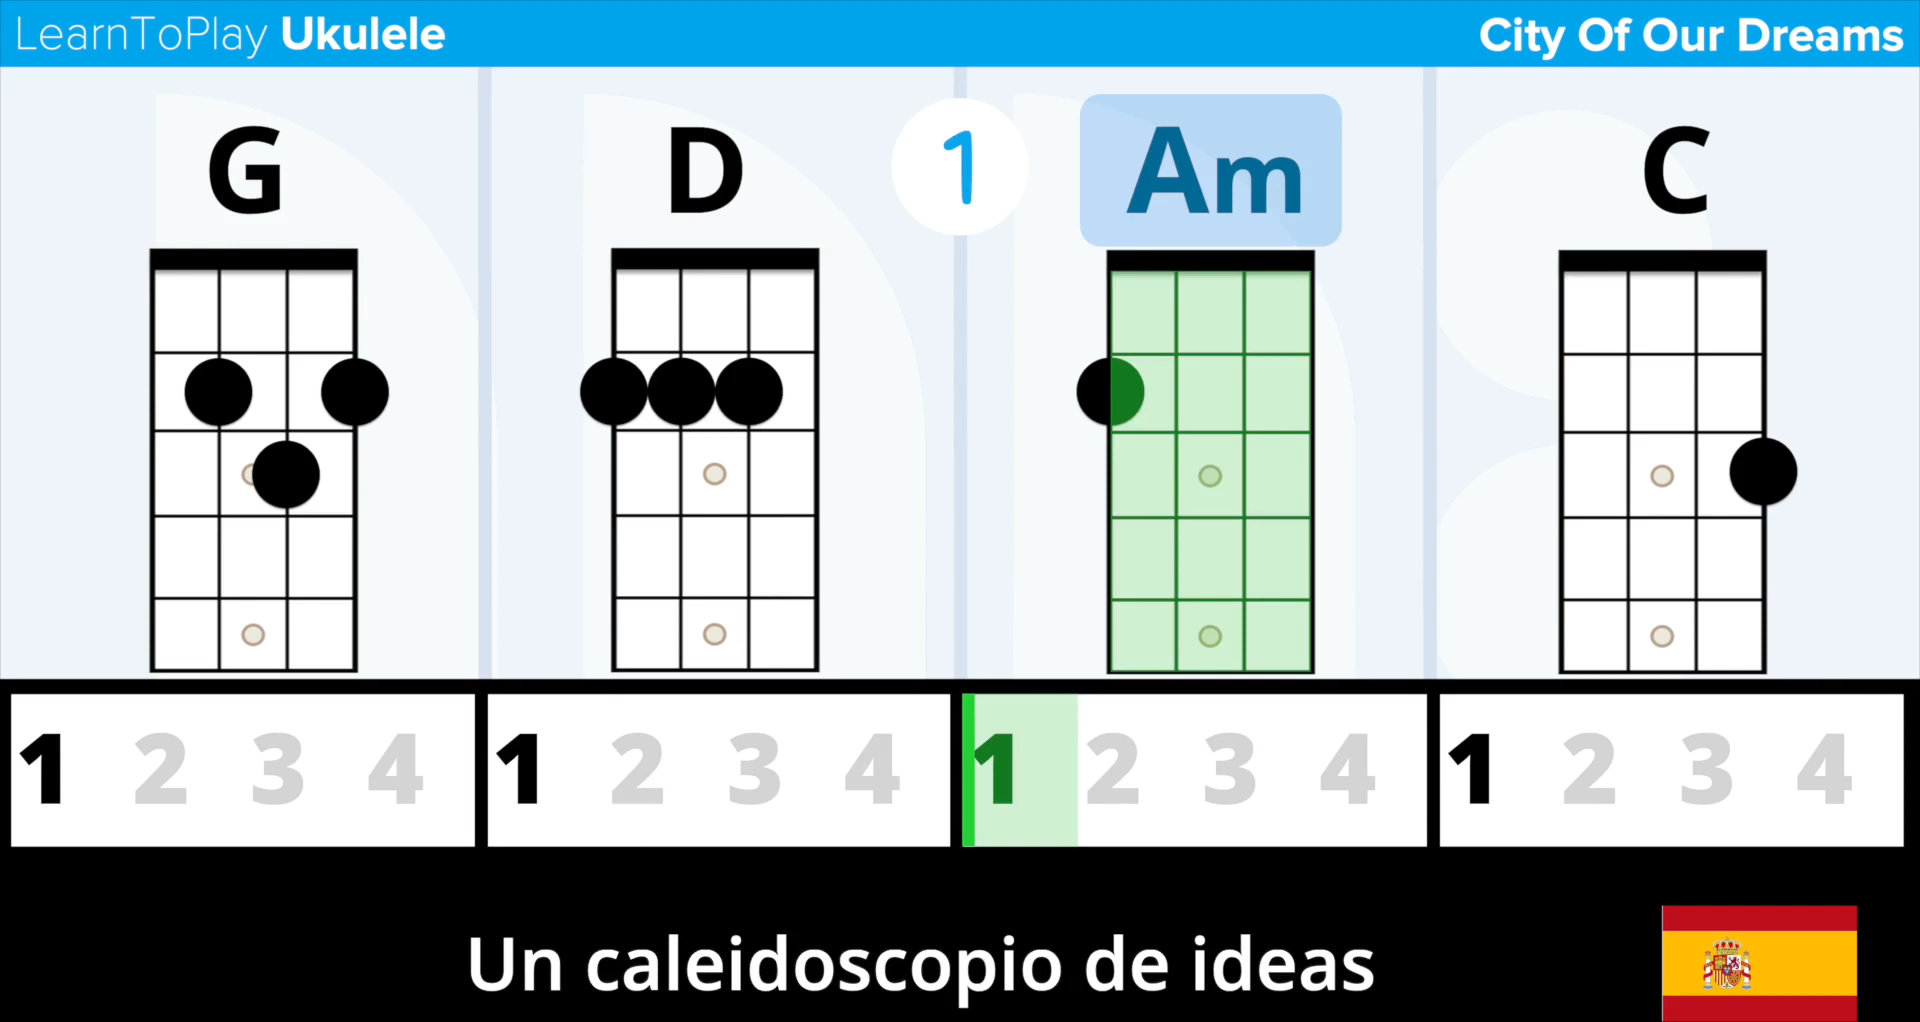 LearnToPlay Ukulele
City Of Our Dreams
G D 1 Am C
1 2 3 4 1 2 3 4 1 2 3 4 1 2 3 4
Un caleidoscopio de ideas